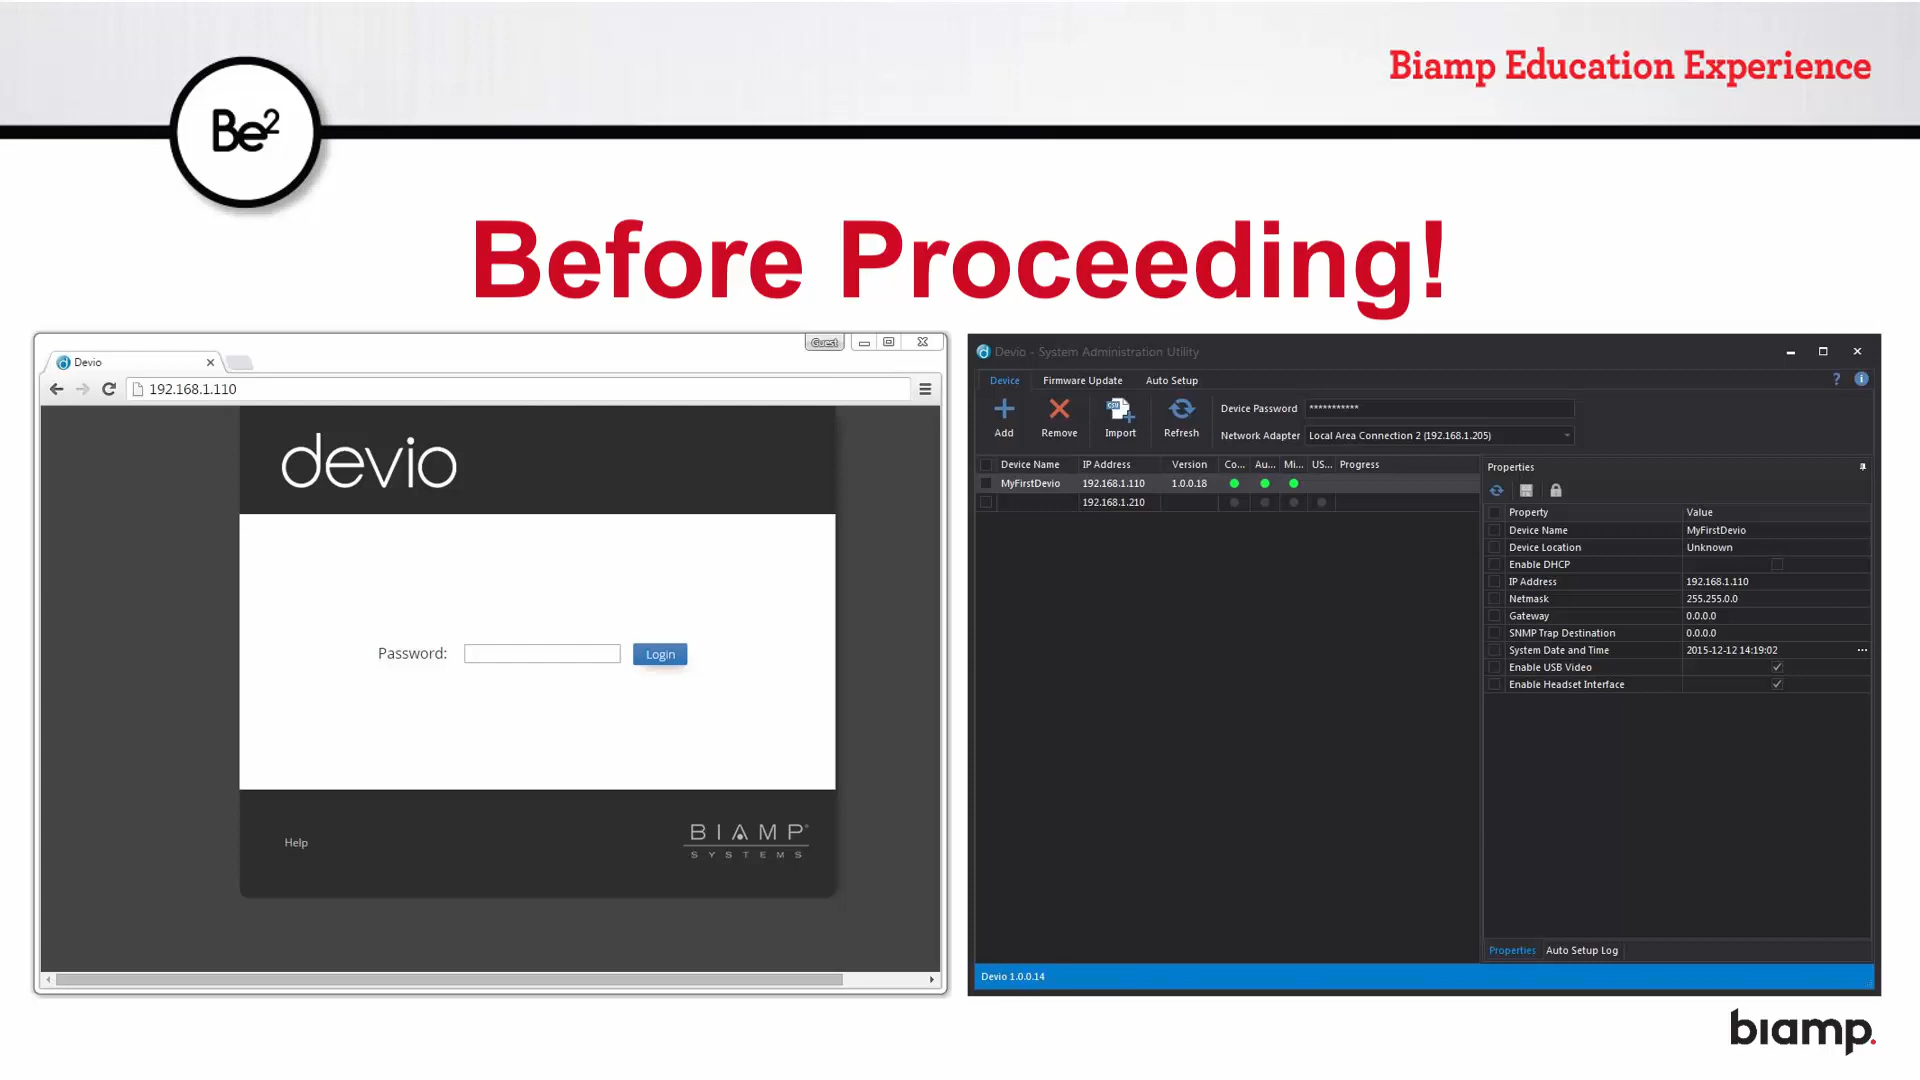 Biamp Education Experience
Be2
Before Proceeding!
Guest
Devio
192.168.1.110
devio
Password:
Login
Help
BIAMP
SYSTEMS
Devio - System Administration Utility
Device Firmware Update Auto Setup
Add Remove Import Refresh
Device Password ***********
Network Adapter Local Area Connection 2 (192.168.1.205)
Device Name IP Address Version Co... Au... Mi... US... Progress
MyFirstDevio 192.168.1.110 1.0.0.18
192.168.1.210
Properties
Property Value
Device Name MyFirstDevio
Device Location Unknown
Enable DHCP
IP Address 192.168.1.110
Netmask 255.255.0.0
Gateway 0.0.0.0
SNMP Trap Destination 0.0.0.0
System Date and Time 2015-12-12 14:19:02 ...
Enable USB Video
Enable Headset Interface
Properties Auto Setup Log
Devio 1.0.0.14
biamp.